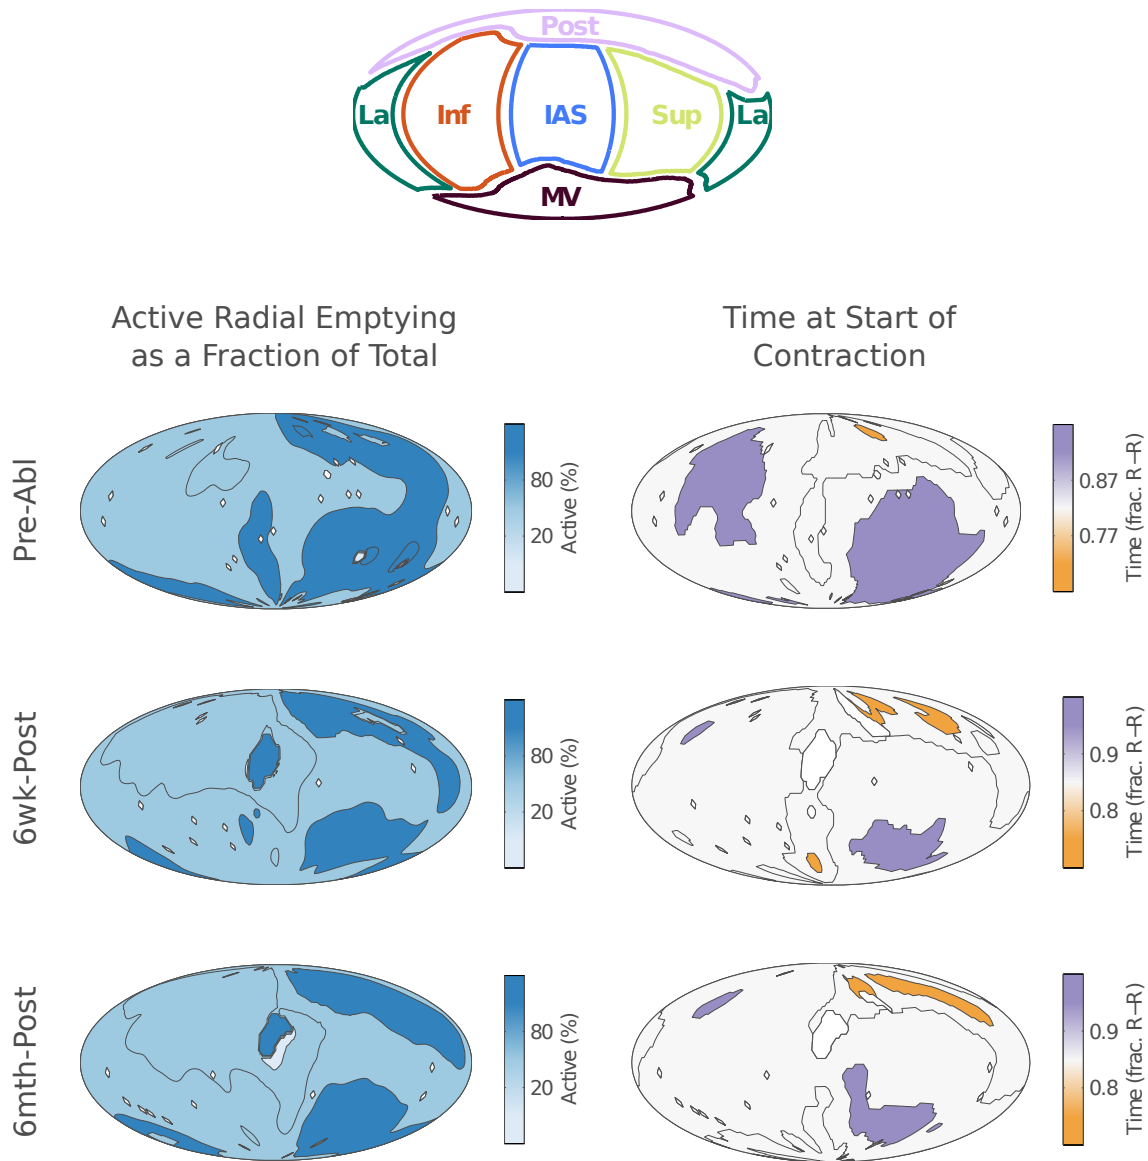 Post
La
Inf
IAS
Sup
La
MV
Active Radial Emptying
as a Fraction of Total
Time at Start of
Contraction
Pre-Abl
80
20
Active (%)
0.87
0.77
Time (frac. R−R)
6wk-Post
80
20
Active (%)
0.9
0.8
Time (frac. R−R)
6mth-Post
80
20
Active (%)
0.9
0.8
Time (frac. R−R)